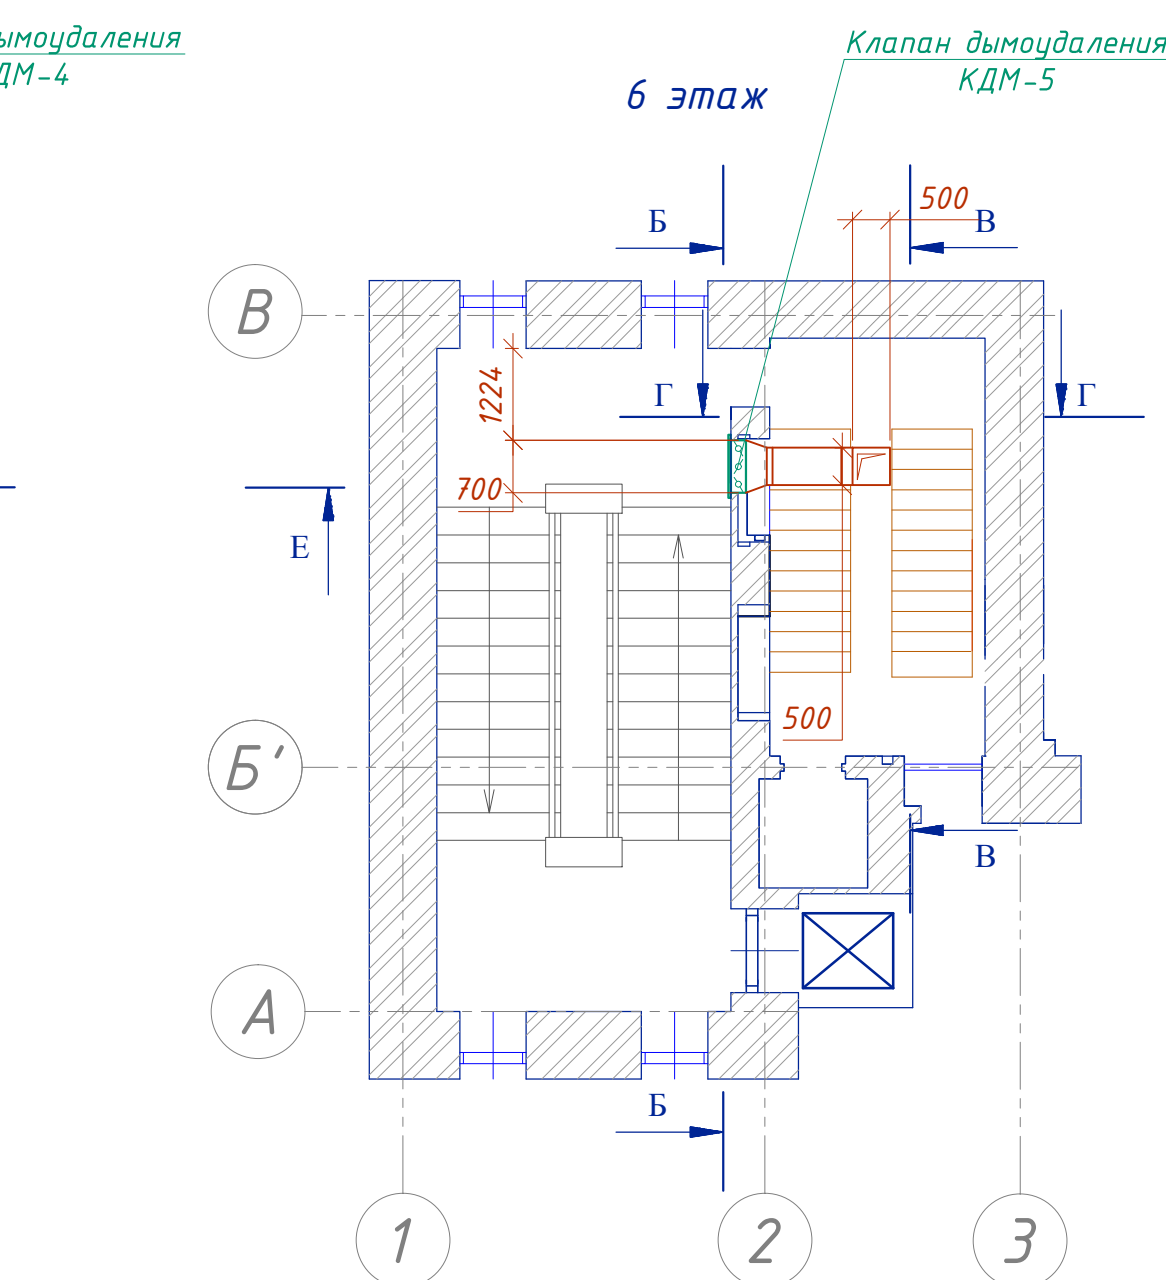 ымоудаления
ДМ-4
Клапан дымоудаления
КДМ-5
6 этаж
500
Б
В
В
1224
Г
Г
700
Е
500
Б'
В
А
Б
1
2
3